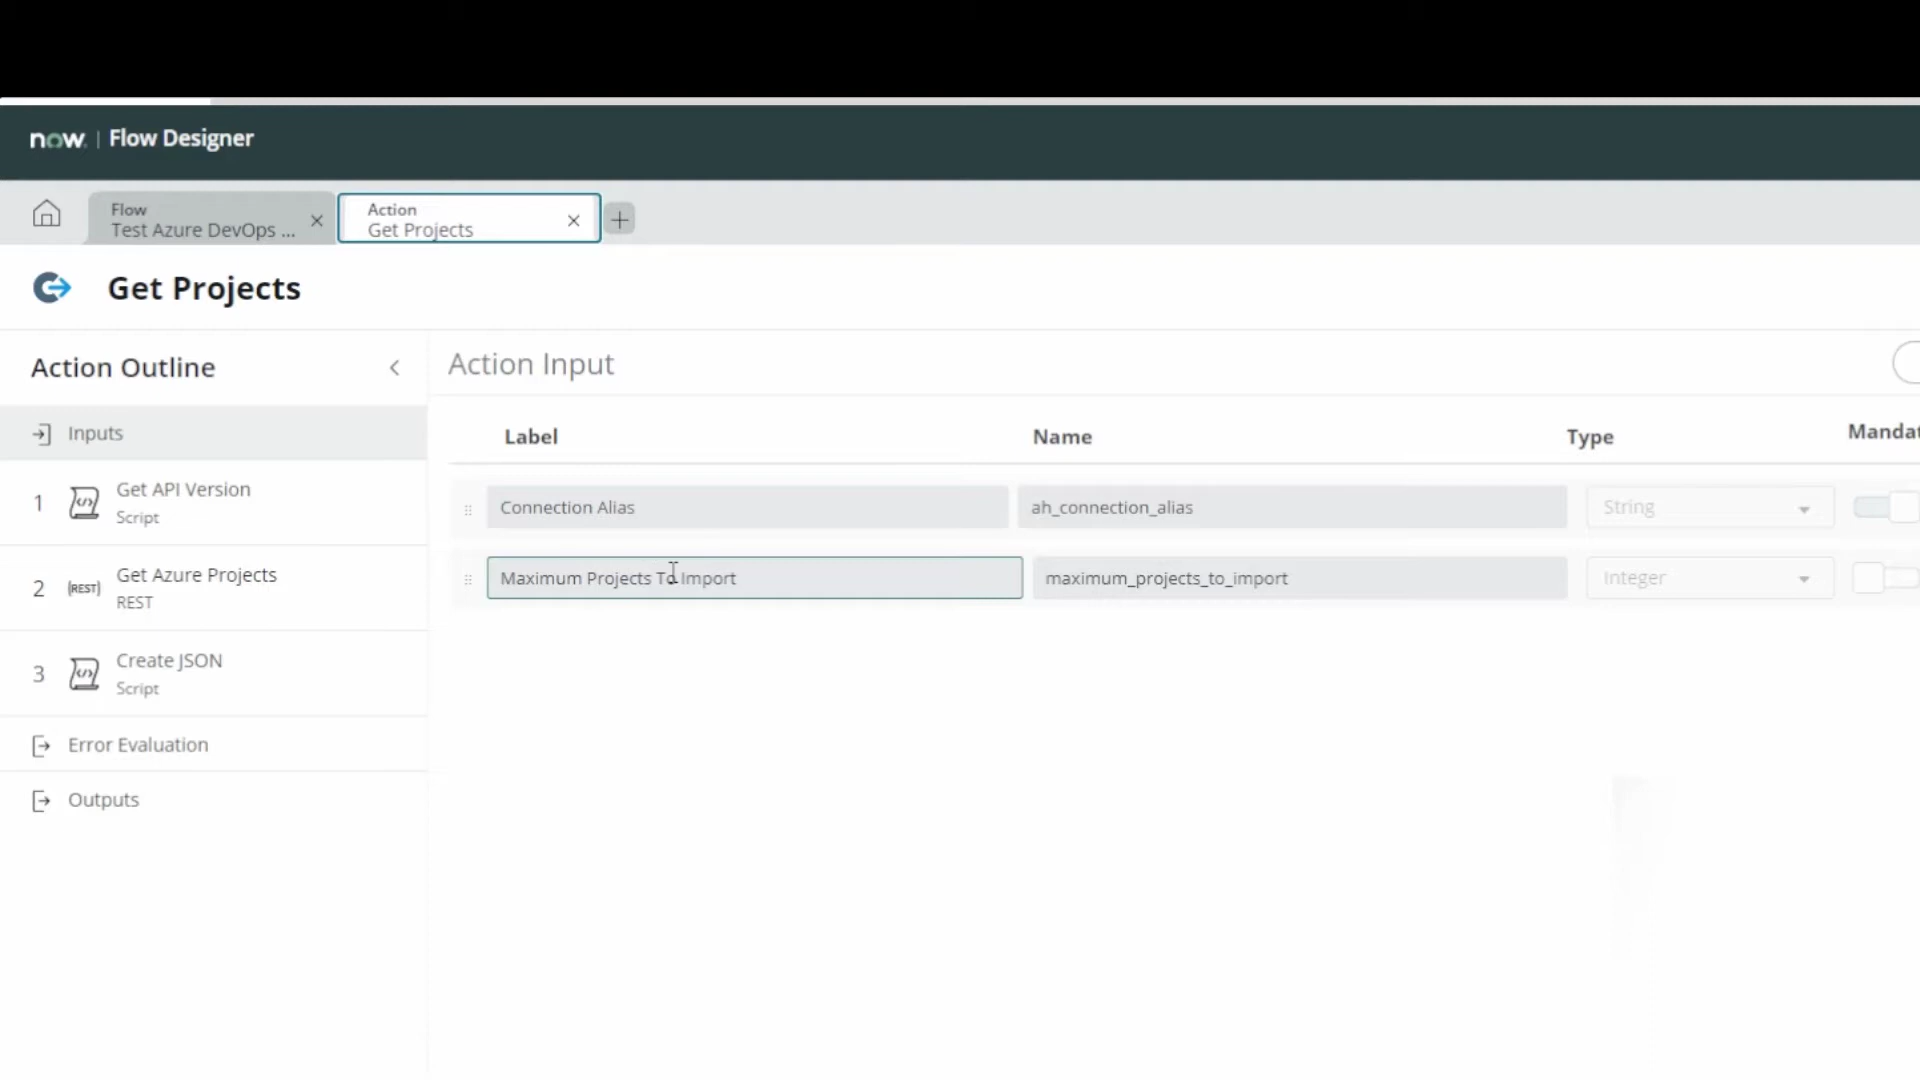 now. | Flow Designer
Flow
Test Azure DevOps ...
Action
Get Projects
Get Projects
Action Outline
Action Input
Inputs
Label
Name
Type
Mandat
1
Get API Version
Script
Connection Alias
ah_connection_alias
String
Maximum Projects To Import
maximum_projects_to_import
Integer
2
[REST]
Get Azure Projects
REST
3
Create JSON
Script
Error Evaluation
Outputs